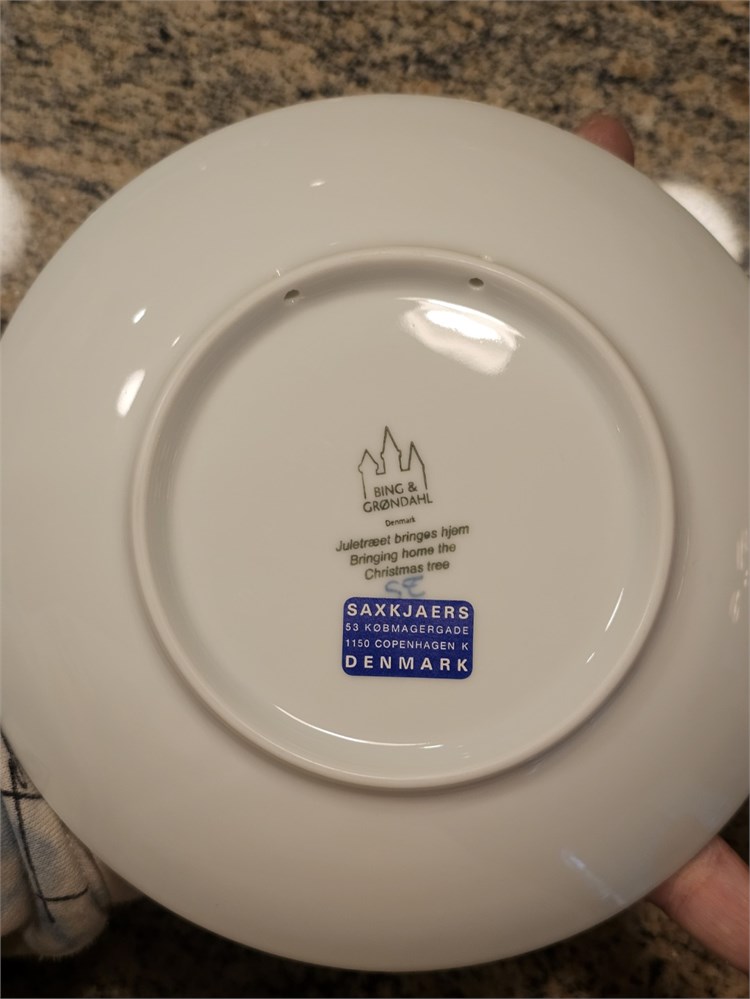 BING &
GRØNDAHL
Denmark
Juletræet bringes hjem
Bringing home the
Christmas tree
SAXKJAERS
53 KØBMAGERGADE
1150 COPENHAGEN K
DENMARK